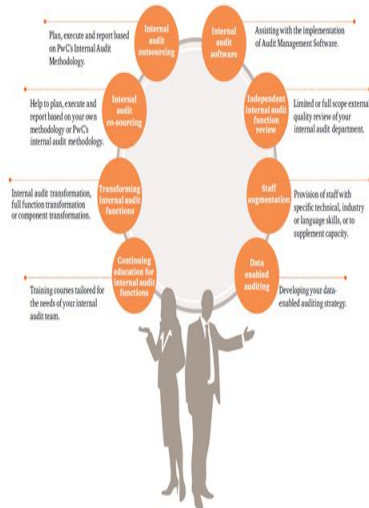 Plan, execute and report based
on PwC's Internal Audit
Methodology.
Internal
audit
outsourcing
Internal
audit
software
Assisting with the implementation
of Audit Management Software.
Help to plan, execute and
report based on your own
methodology or PwC's
internal audit methodology.
Internal
audit
co-sourcing
Independent
internal audit
function
review
Limited or full scope external
quality review of your
internal audit department.
Internal audit transformation,
full function transformation
or component transformation.
Transforming
internal audit
functions
Staff
augmentation
Provision of staff with
specific technical, industry
or language skills, or to
supplement capacity.
Training courses tailored for
the needs of your internal
audit team.
Continuing
education for
internal audit
functions
Data
enabled
auditing
Developing your data-
enabled auditing strategy.